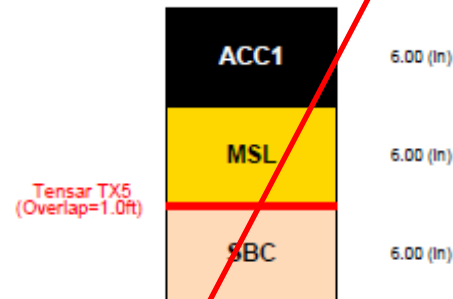 ACC1
6.00 (in)
MSL
6.00 (in)
Tensar TX5
(Overlap=1.0ft)
SBC
6.00 (in)